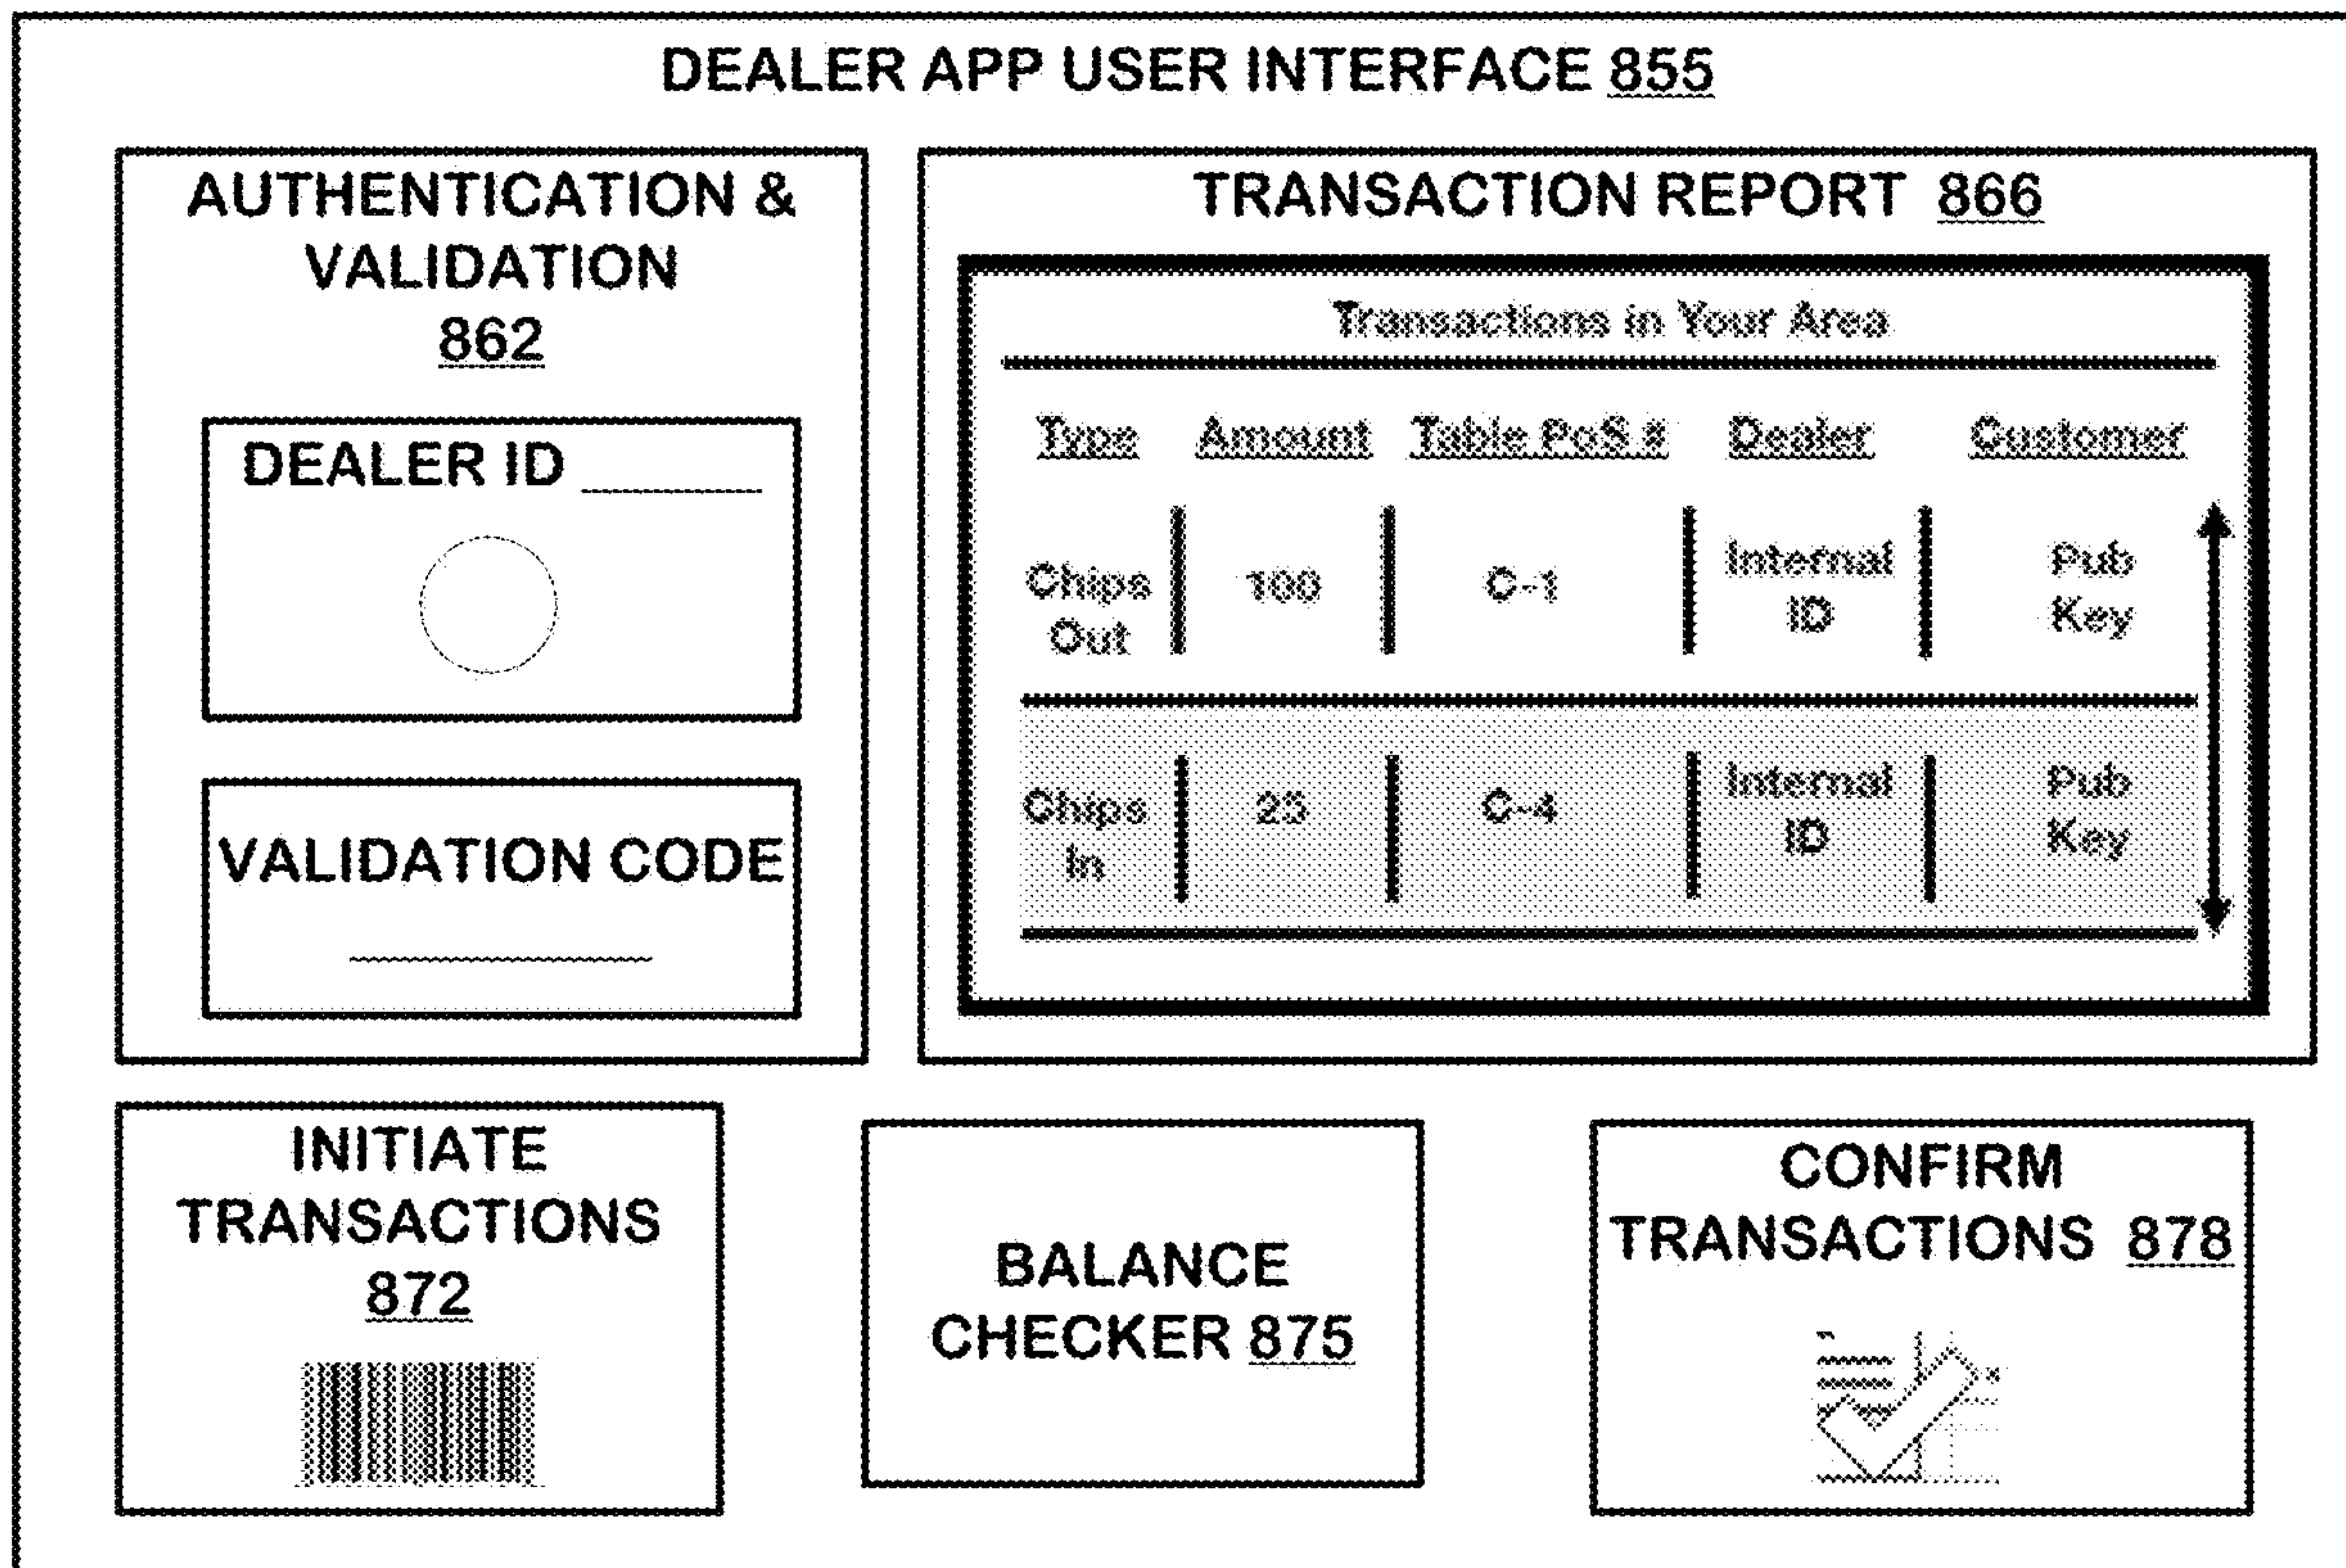 DEALER APP USER INTERFACE 855
AUTHENTICATION &
VALIDATION
862
DEALER ID ______
VALIDATION CODE
__________
TRANSACTION REPORT 866
Transactions in Your Area
Type Amount Table PoS # Dealer Customer
Chips Out 100 C-1 Internal ID Pub Key
Chips In 25 C-4 Internal ID Pub Key
INITIATE
TRANSACTIONS
872
BALANCE
CHECKER 875
CONFIRM
TRANSACTIONS 878